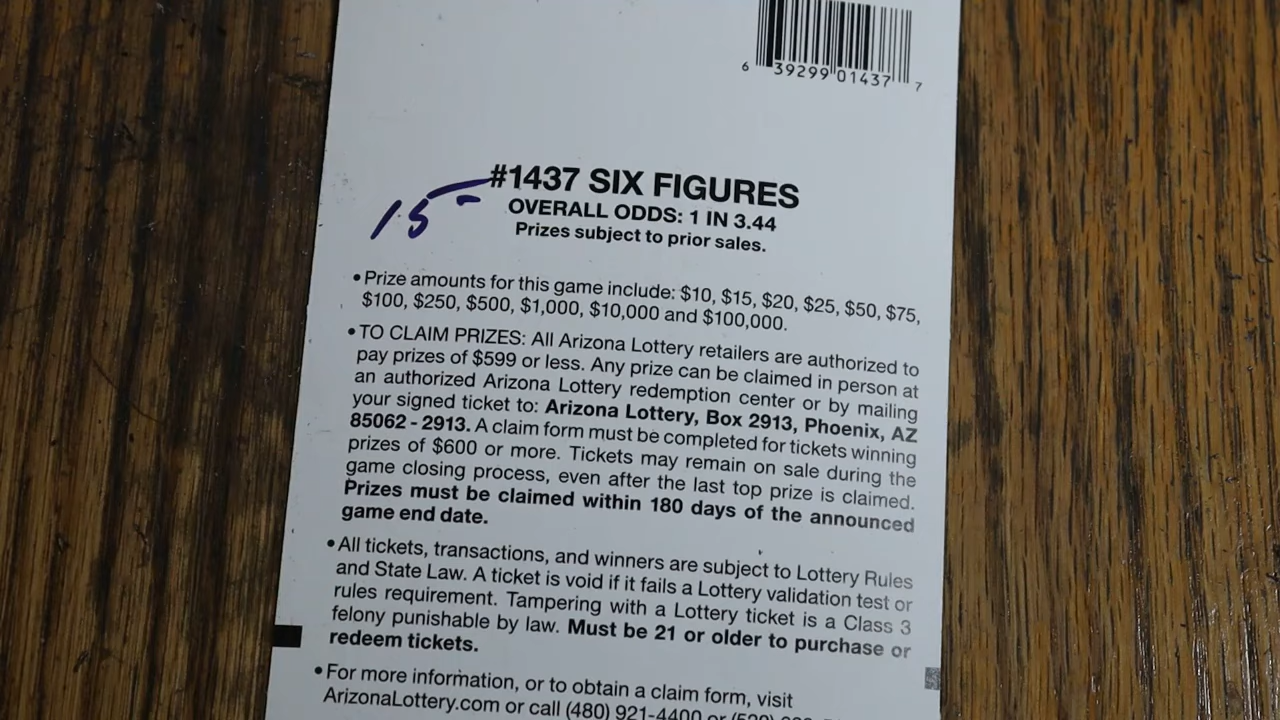 6 39299 01437 7
#1437 SIX FIGURES
15-
OVERALL ODDS: 1 IN 3.44
Prizes subject to prior sales.
• Prize amounts for this game include: $10, $15, $20, $25, $50, $75,
$100, $250, $500, $1,000, $10,000 and $100,000.
• TO CLAIM PRIZES: All Arizona Lottery retailers are authorized to
pay prizes of $599 or less. Any prize can be claimed in person at
an authorized Arizona Lottery redemption center or by mailing
your signed ticket to: Arizona Lottery, Box 2913, Phoenix, AZ
85062 - 2913. A claim form must be completed for tickets winning
prizes of $600 or more. Tickets may remain on sale during the
game closing process, even after the last top prize is claimed.
Prizes must be claimed within 180 days of the announced
game end date.
• All tickets, transactions, and winners are subject to Lottery Rules
and State Law. A ticket is void if it fails a Lottery validation test or
rules requirement. Tampering with a Lottery ticket is a Class 3
felony punishable by law. Must be 21 or older to purchase or
redeem tickets.
• For more information, or to obtain a claim form, visit
ArizonaLottery.com or call (480) 921-4400 or